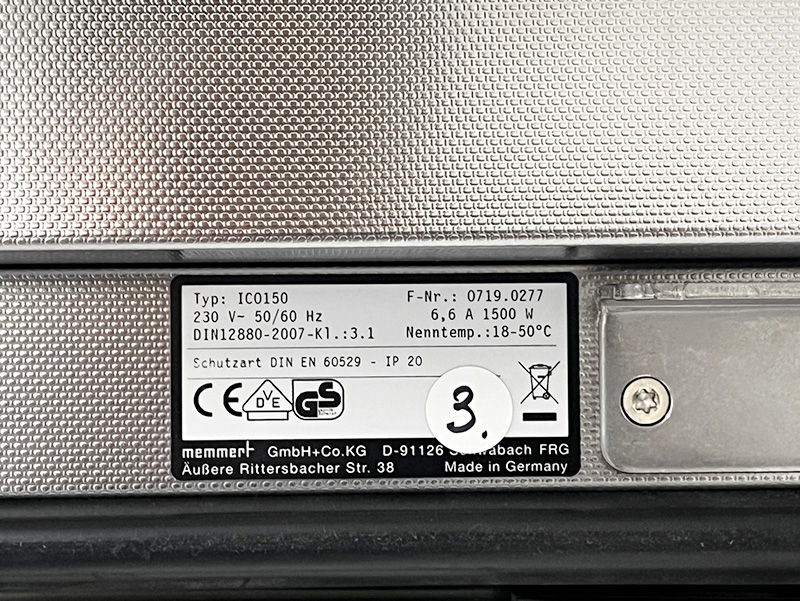 Typ: ICO150 F-Nr.: 0719.0277
230 V~ 50/60 Hz 6,6 A 1500 W
DIN12880-2007-Kl.:3.1 Nenntemp.:18-50°C
Schutzart DIN EN 60529 - IP 20
CE DVE GS 3.
memmert GmbH+Co.KG D-91126 FRG
Äußere Rittersbacher Str. 38 Made in Germany